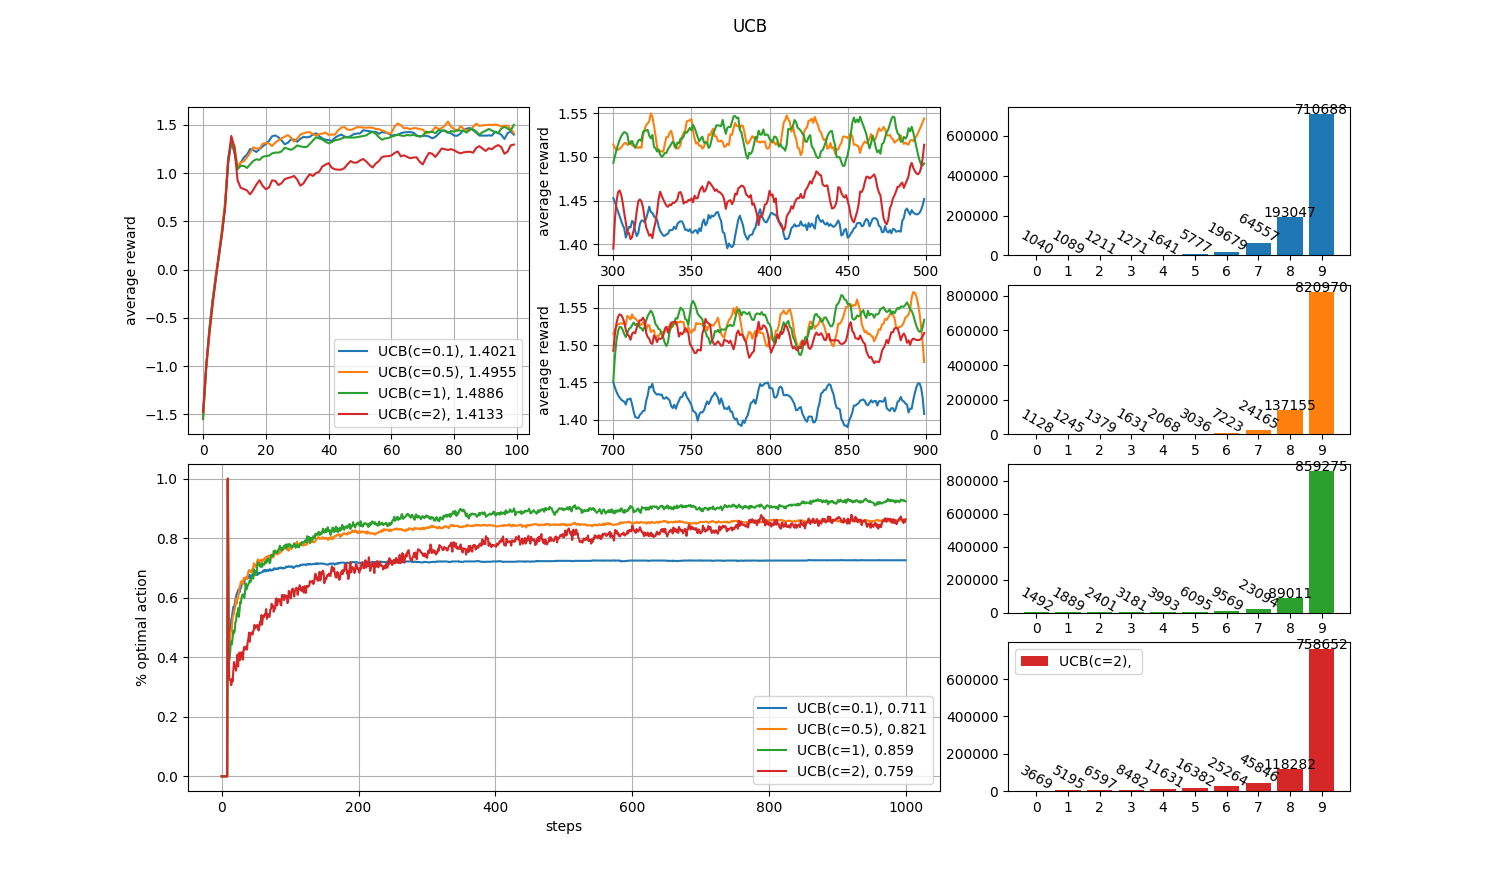 UCB
average reward
1.5
1.0
0.5
0.0
−0.5
−1.0
−1.5
0 20 40 60 80 100
UCB(c=0.1), 1.4021
UCB(c=0.5), 1.4955
UCB(c=1), 1.4886
UCB(c=2), 1.4133
average reward
1.55
1.50
1.45
1.40
300 350 400 450 500
600000
400000
200000
0
1040 1089 1211 1271 1641 5777 19679 64557 193047 710688
0 1 2 3 4 5 6 7 8 9
average reward
1.55
1.50
1.45
1.40
700 750 800 850 900
800000
600000
400000
200000
0
1128 1245 1379 1631 2068 3036 7223 24165 137155 820970
0 1 2 3 4 5 6 7 8 9
% optimal action
1.0
0.8
0.6
0.4
0.2
0.0
0 200 400 600 800 1000
steps
UCB(c=0.1), 0.711
UCB(c=0.5), 0.821
UCB(c=1), 0.859
UCB(c=2), 0.759
800000
600000
400000
200000
0
1492 1889 2401 3181 3993 6095 9569 23094 89011 859275
0 1 2 3 4 5 6 7 8 9
UCB(c=2),
600000
400000
200000
0
3669 5195 6597 8482 11631 16382 25264 45846 118282 758652
0 1 2 3 4 5 6 7 8 9